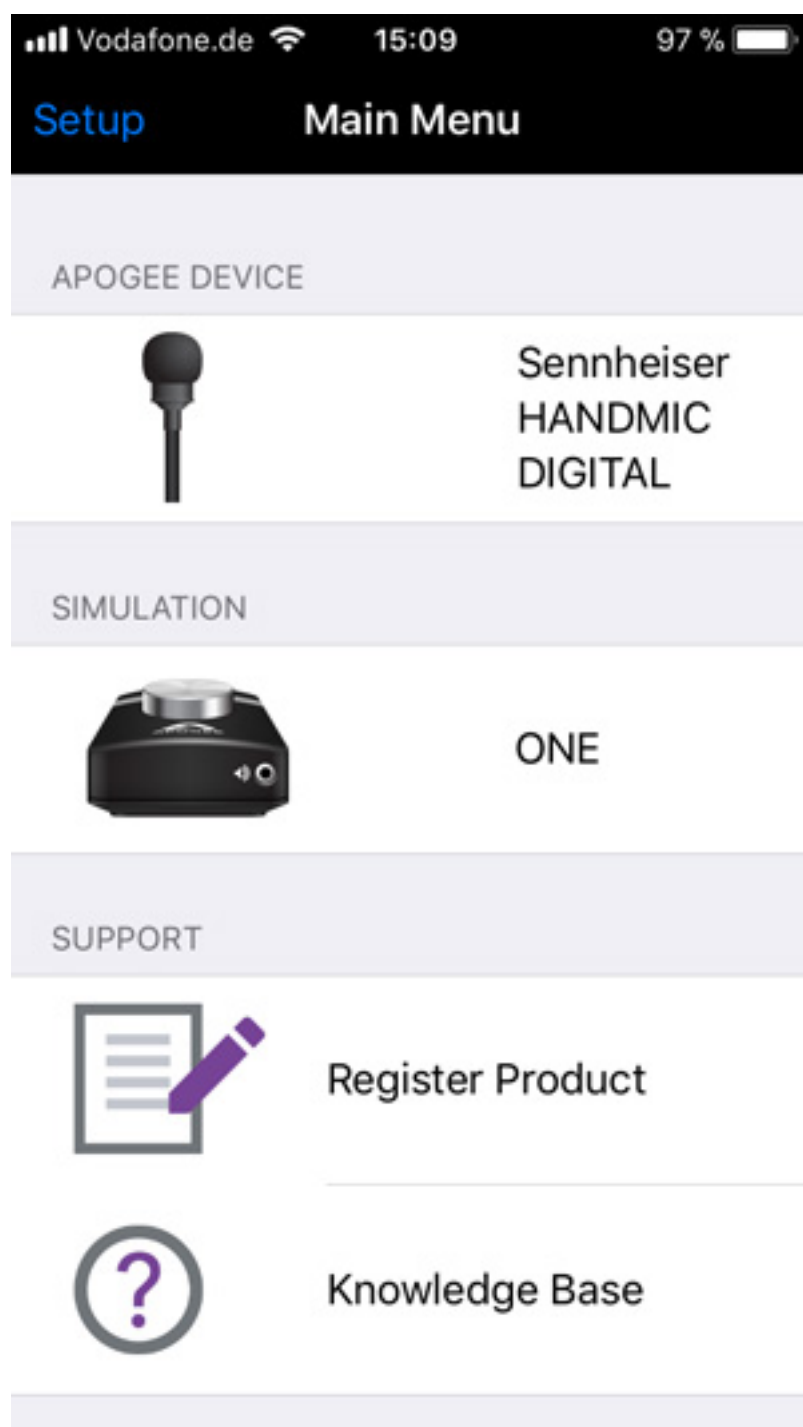 Vodafone.de 15:09 97 %
Setup Main Menu
APOGEE DEVICE
Sennheiser
HANDMIC
DIGITAL
SIMULATION
ONE
SUPPORT
Register Product
?
Knowledge Base